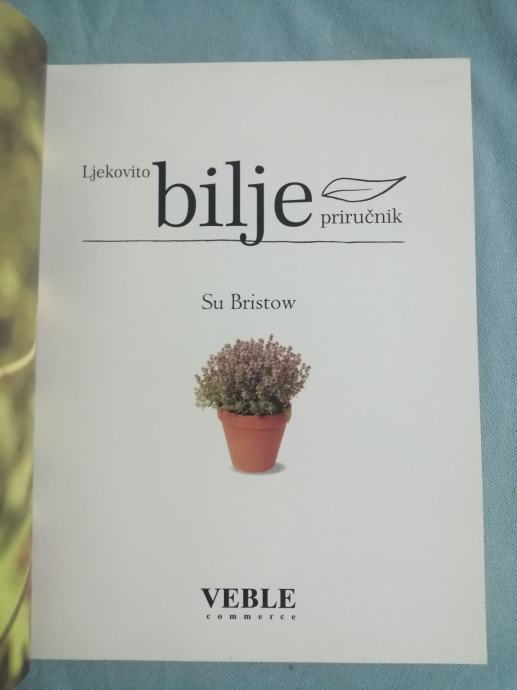 Ljekovito
bilje
priručnik
Su Bristow
VEBLE
commerce